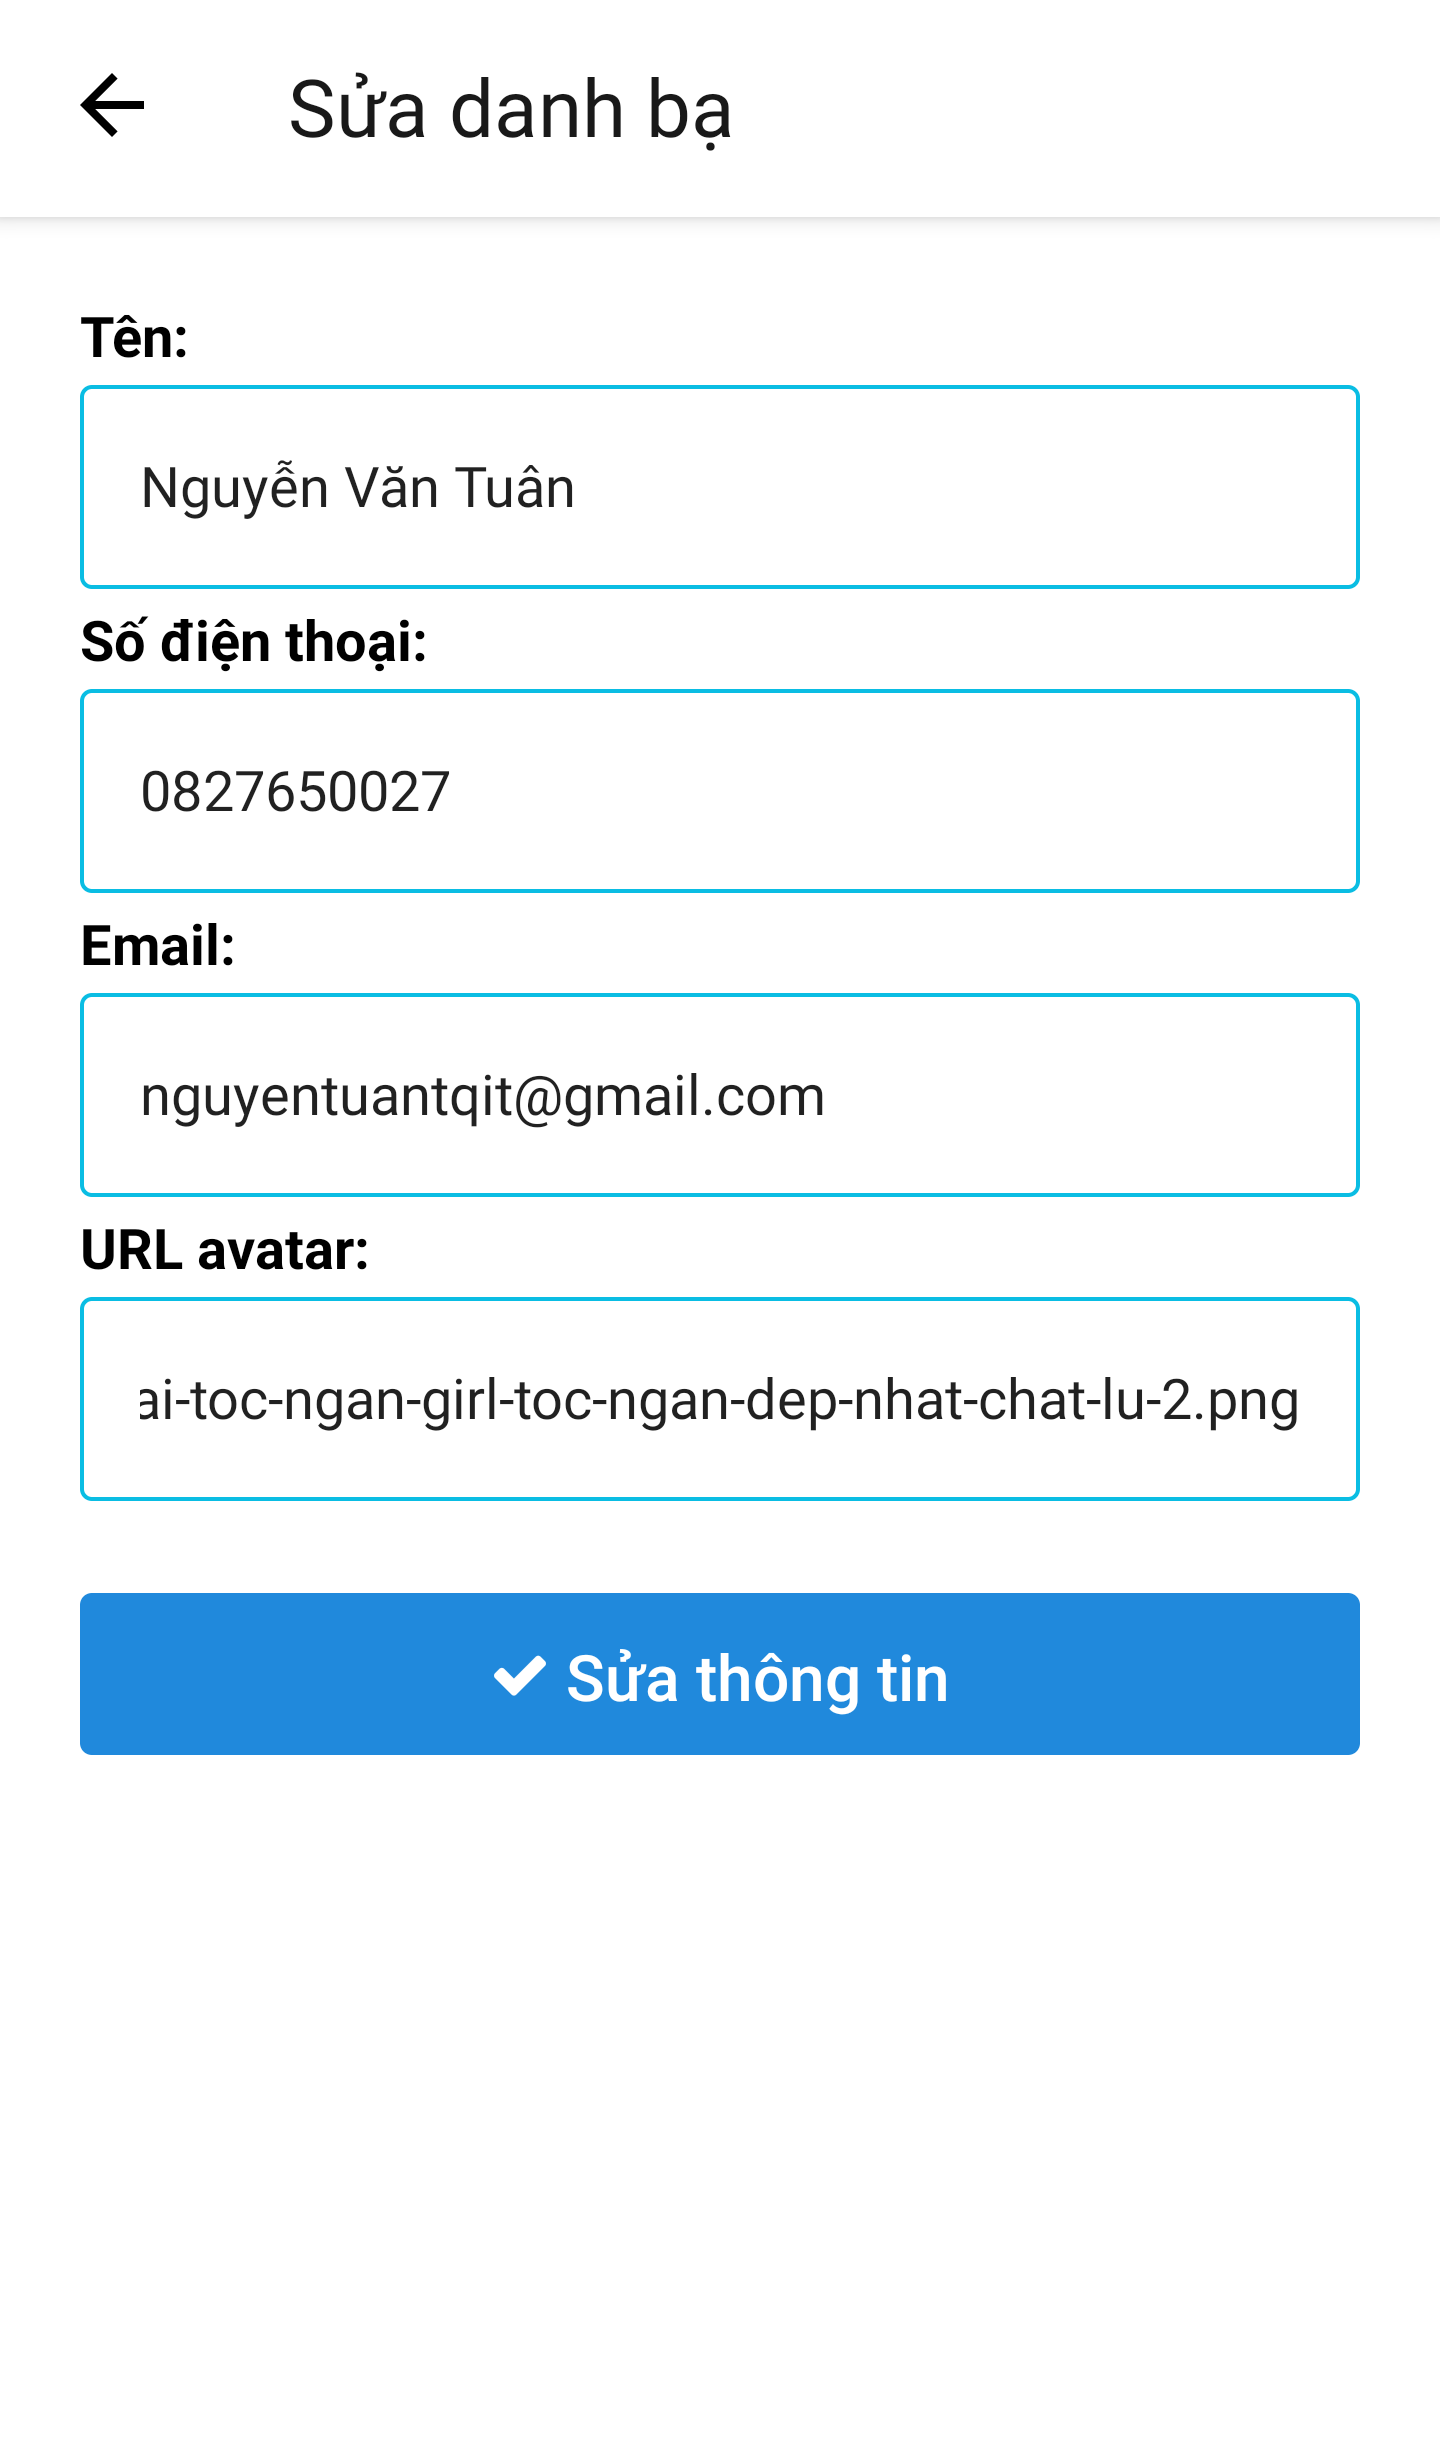 Sửa danh bạ
Tên:
Nguyễn Văn Tuân
Số điện thoại:
0827650027
Email:
nguyentuantqit@gmail.com
URL avatar:
ai-toc-ngan-girl-toc-ngan-dep-nhat-chat-lu-2.png
Sửa thông tin